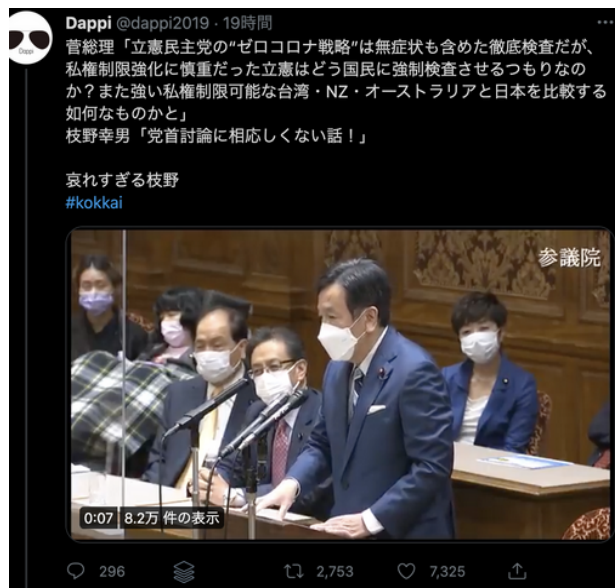 Dappi @dappi2019 · 19時間
Dappi
菅総理「立憲民主党の“ゼロコロナ戦略”は無症状も含めた徹底検査だが、
私権制限強化に慎重だった立憲はどう国民に強制検査させるつもりなの
か？また強い私権制限可能な台湾・NZ・オーストラリアと日本を比較する
如何なものかと」
枝野幸男「党首討論に相応しくない話！」
哀れすぎる枝野
#kokkai
参議院
0:07 8.2万 件の表示
296 2,753 7,325